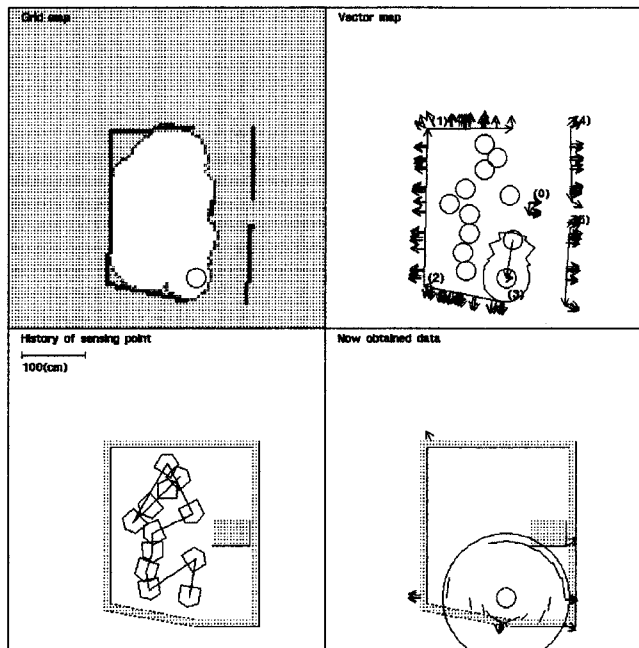 Grid map
Vector map
(1)
(4)
(0)
(5)
(2)
(3)
History of sensing point
100(cm)
Now obtained data